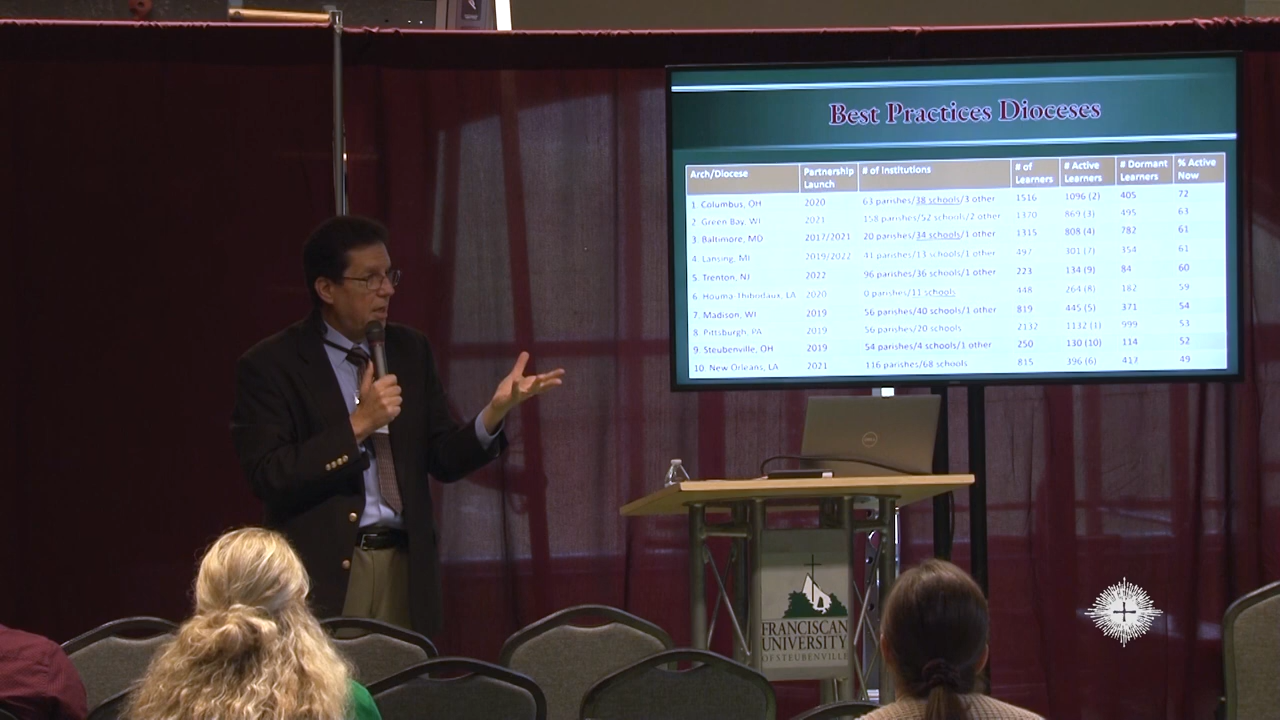 Best Practices Dioceses
Arch/Diocese Partnership Launch # of Institutions # of Learners # Active Learners # Dormant Learners % Active Now
1 Columbus, OH 2020 63 parishes/38 schools/3 other 1516 1096 (2) 405 72
2 Green Bay, WI 2021 158 parishes/52 schools/2 other 1370 869 (3) 495 63
3 Baltimore, MD 2017/2021 20 parishes/34 schools/1 other 1315 808 (4) 782 61
4 Lansing, MI 2019/2022 41 parishes/13 schools/1 other 497 301 (7) 354 61
5 Trenton, NJ 2022 96 parishes/36 schools/1 other 223 134 (9) 84 60
6 Houma-Thibodaux, LA 2020 0 parishes/11 schools 448 264 (8) 182 59
7 Madison, WI 2019 56 parishes/40 schools/1 other 819 445 (5) 371 54
8 Pittsburgh, PA 2019 56 parishes/20 schools 2132 1132 (1) 999 53
9 Steubenville, OH 2019 54 parishes/4 schools/1 other 250 130 (10) 114 52
10 New Orleans, LA 2021 116 parishes/68 schools 815 396 (6) 417 49
DELL
FRANCISCAN
UNIVERSITY
OF STEUBENVILLE